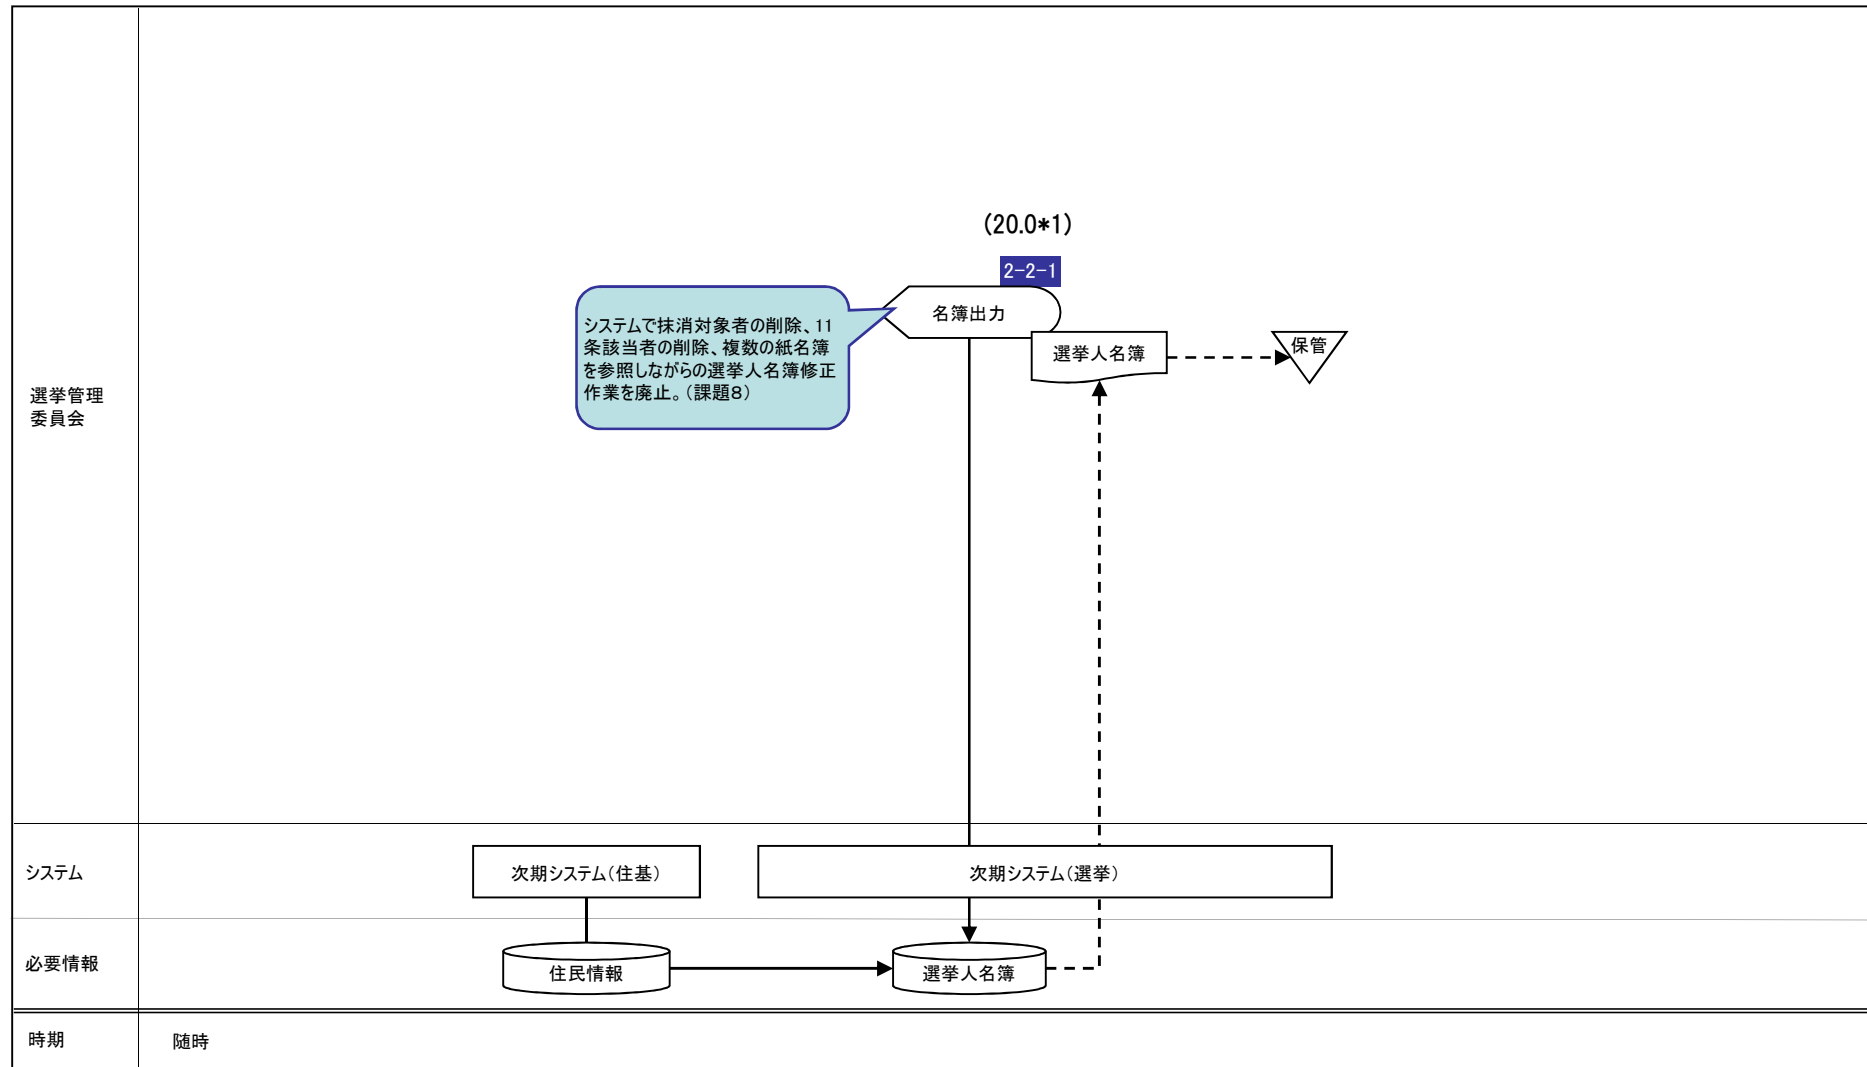 (20.0*1)
2-2-1
名簿出力
システムで抹消対象者の削除、11
条該当者の削除、複数の紙名簿
を参照しながらの選挙人名簿修正
作業を廃止。(課題8)
選挙人名簿
保管
選挙管理
委員会
システム
次期システム(住基)
次期システム(選挙)
必要情報
住民情報
選挙人名簿
時期
随時